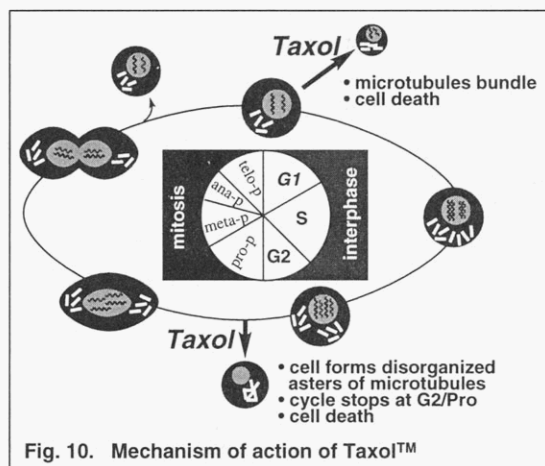 Taxol
• microtubules bundle
• cell death
mitosis
telo-p
ana-p
meta-p
pro-p
G1
S
G2
interphase
Taxol
• cell forms disorganized
asters of microtubules
• cycle stops at G2/Pro
• cell death
Fig. 10. Mechanism of action of Taxol™